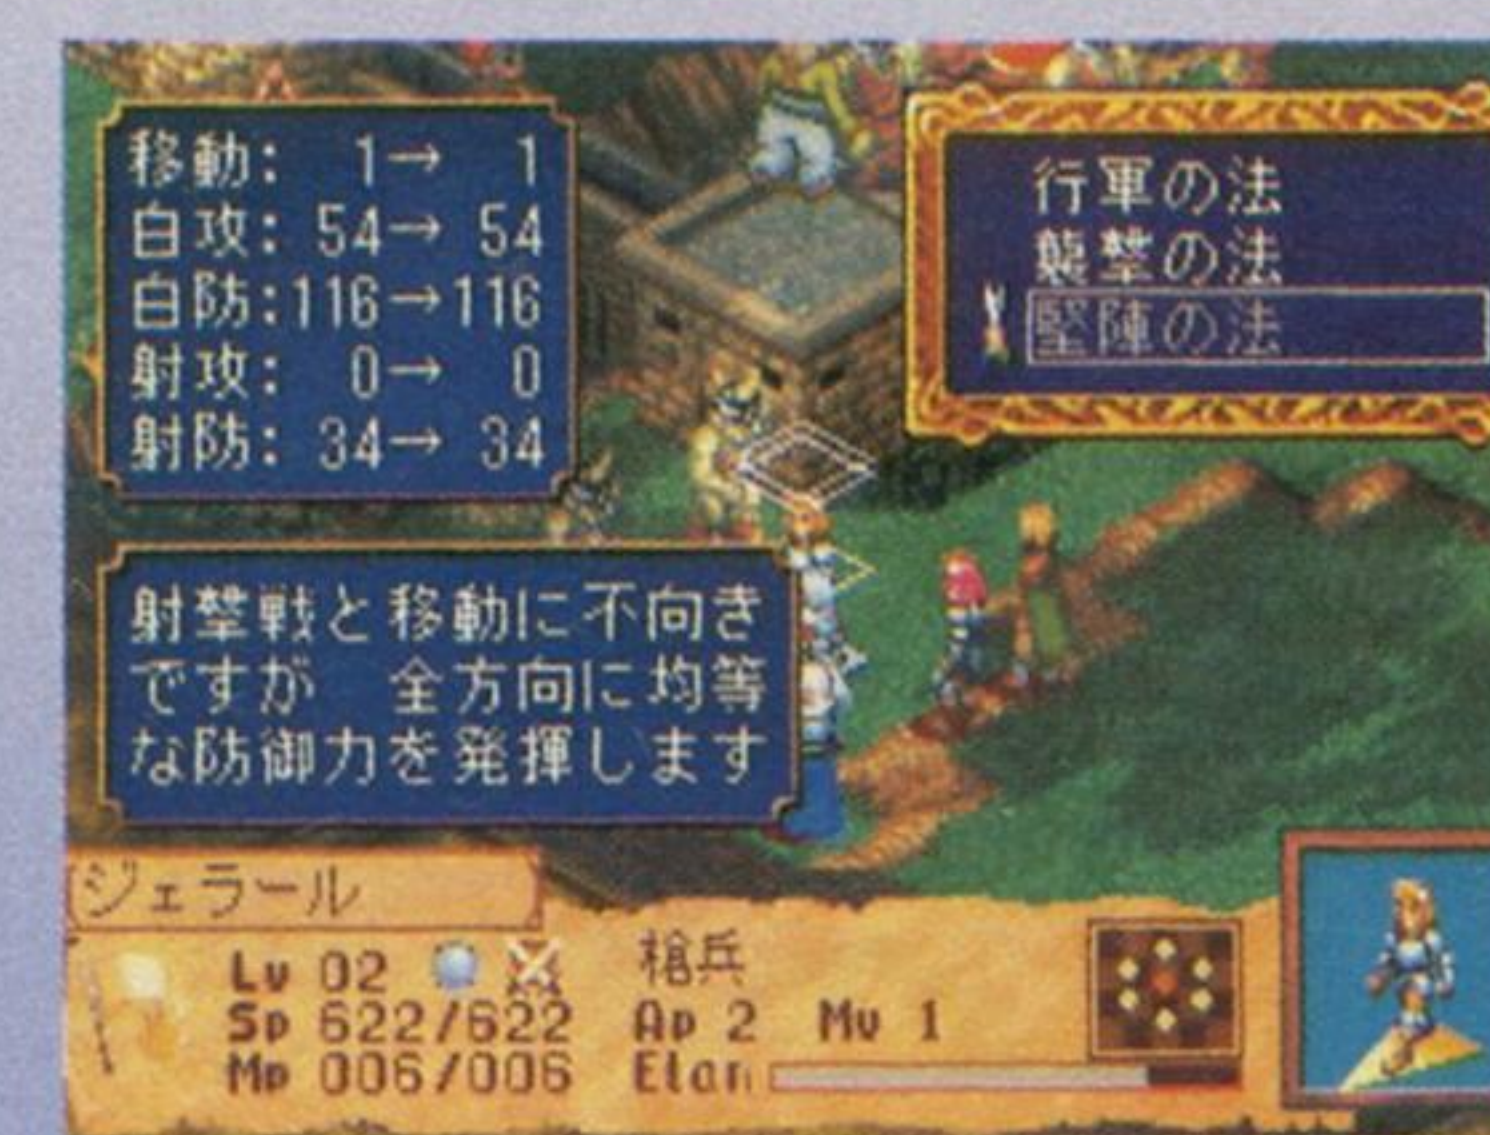 移動: 1→ 1
白攻: 54→ 54
白防:116→116
射攻: 0→ 0
射防: 34→ 34
行軍の法
襲撃の法
堅陣の法
射撃戦と移動に不向き
ですが 全方向に均等
な防御力を発揮します
ジェラール
Lv 02
槍兵
Sp 622/622
Ap 2 Mv 1
Mp 006/006
Elan